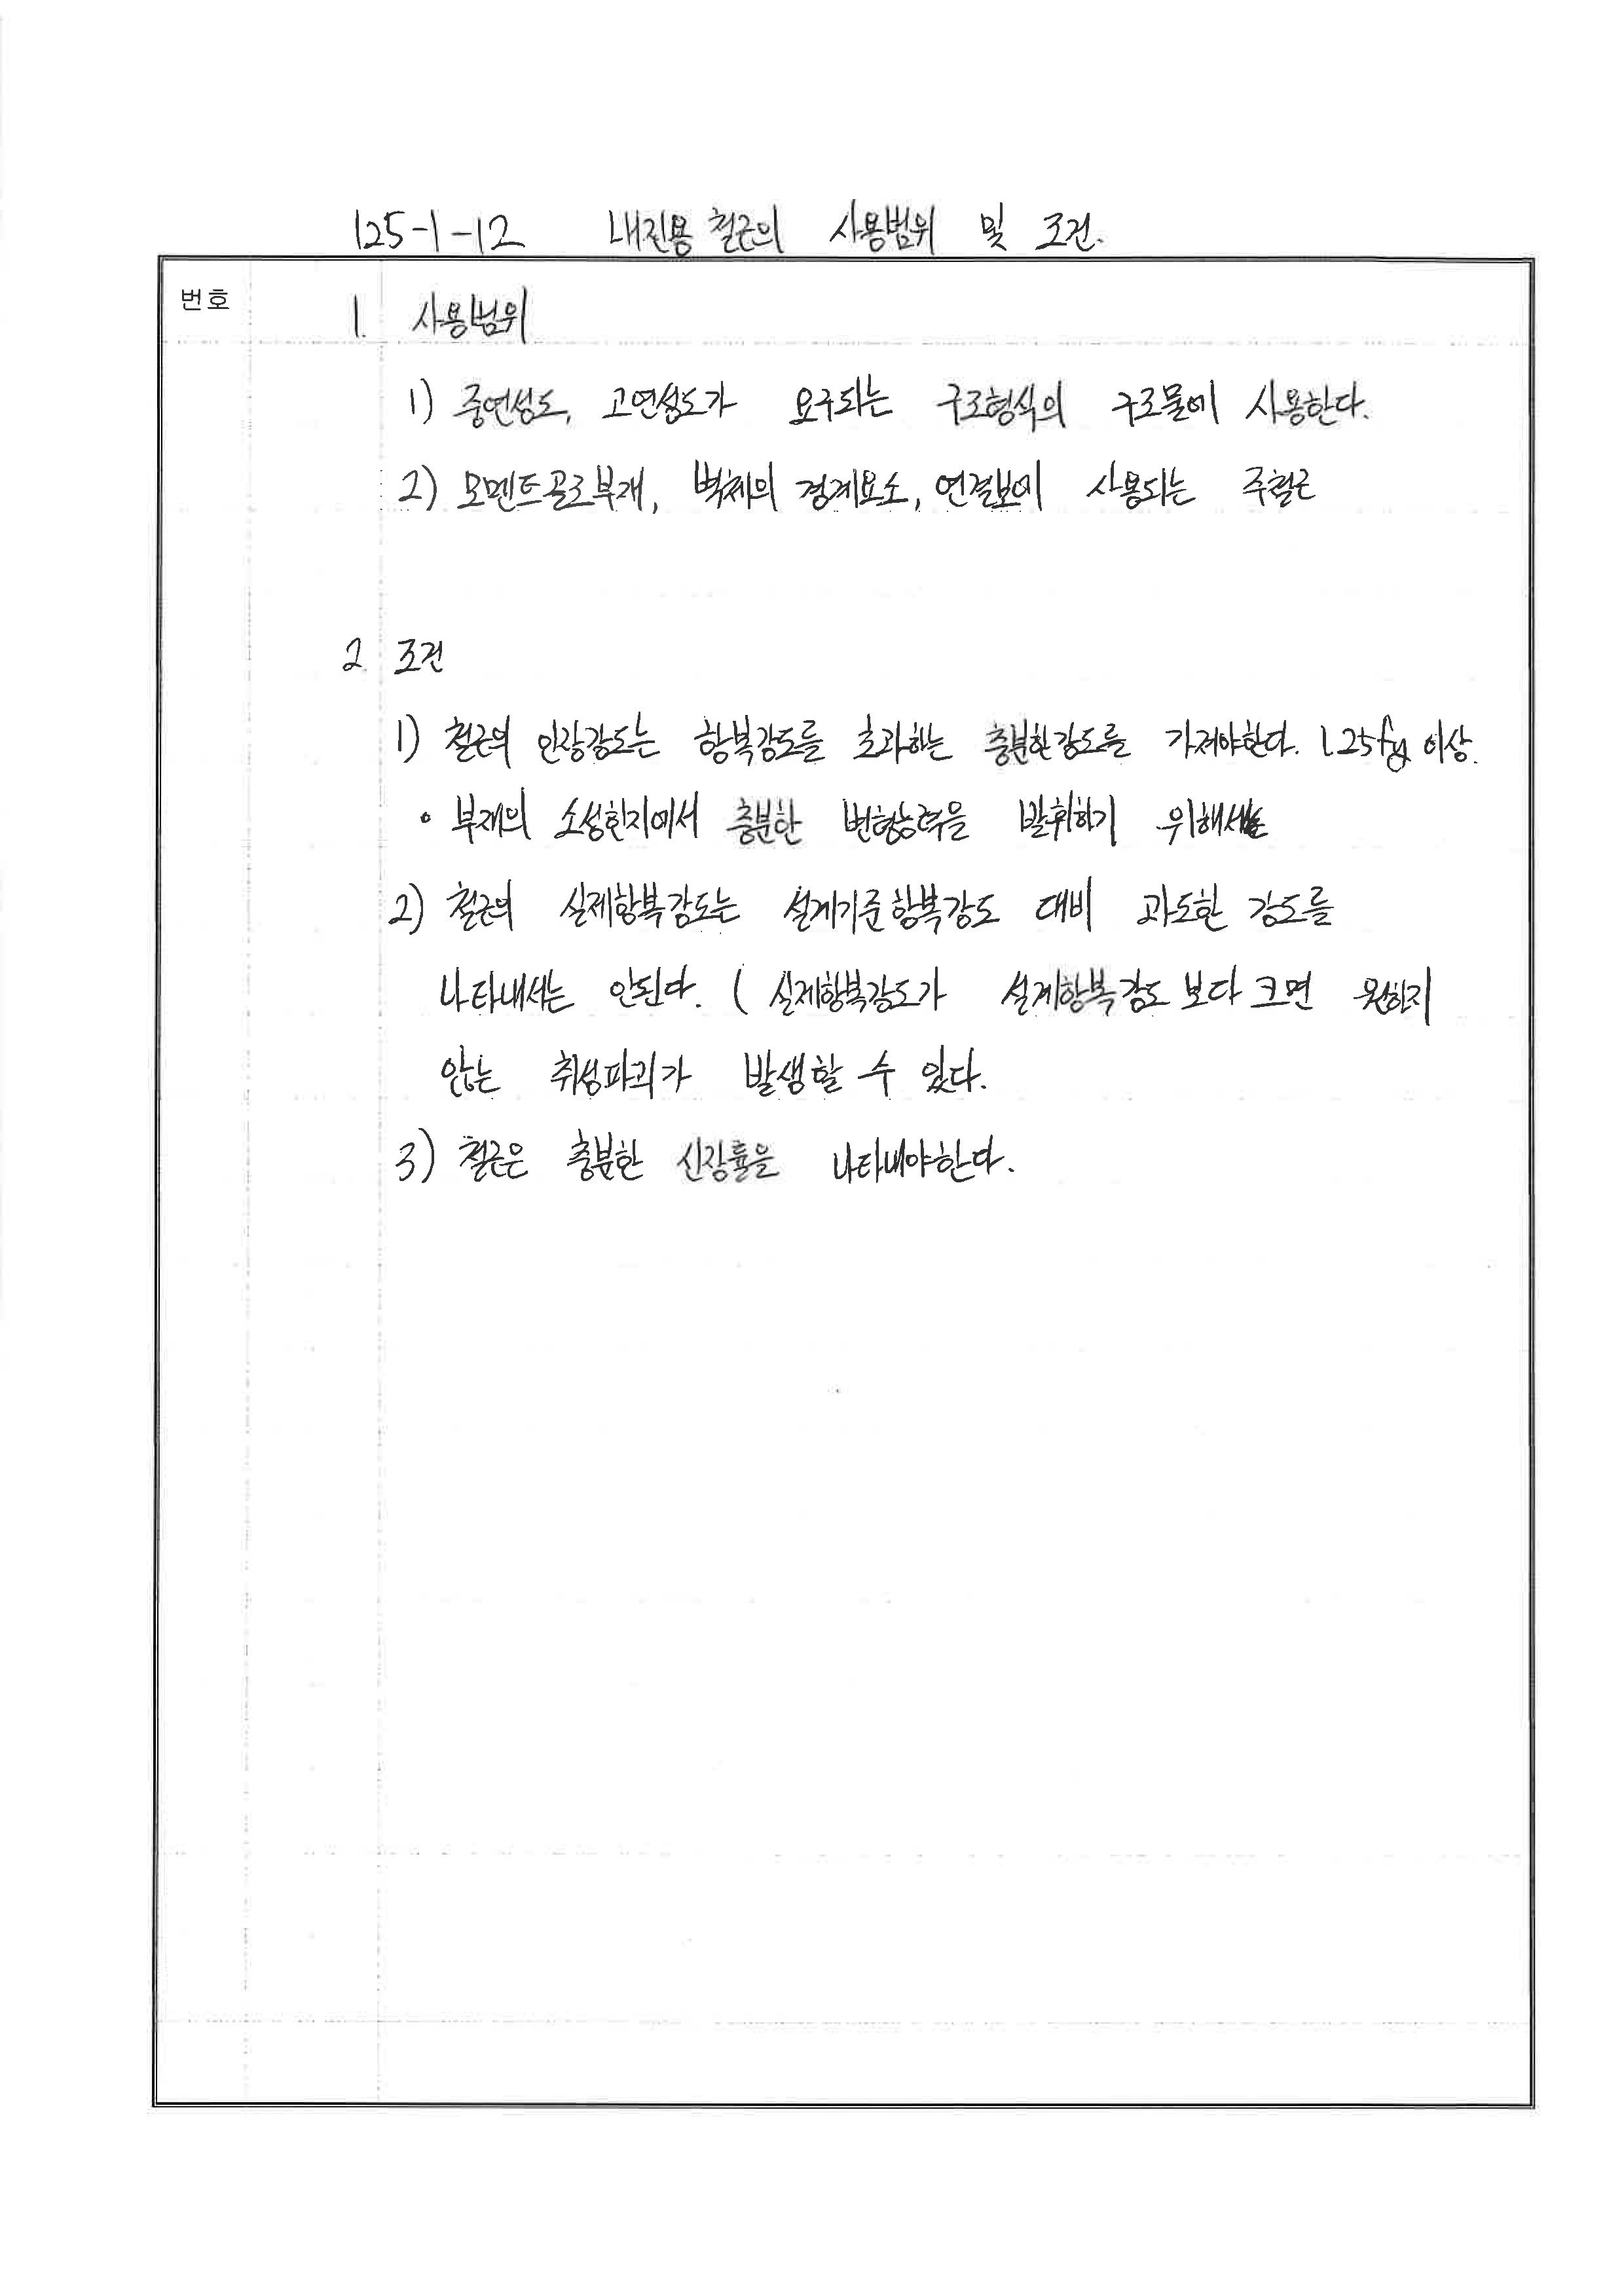 125-1-12 내진용 철근의 사용범위 및 조건.
번호
1. 사용범위
1) 중연성도, 고연성도가 요구되는 구조형식의 구조물에 사용한다.
2) 모멘트골조부재, 벽체의 경계요소, 연결보에 사용되는 주철근
2. 조건
1) 철근의 인장강도는 항복강도를 초과하는 충분한강도를 가져야한다. 1.25fy 이상.
• 부재의 소성힌지에서 충분한 변형능력을 발휘하기 위해서
2) 철근의 실제항복강도는 설계기준항복강도 대비 과도한 강도를
나타내서는 안된다. ( 실제항복강도가 설계항복강도 보다 크면 원하지
않는 취성파괴가 발생할 수 있다.
3) 철근은 충분한 신장률을 나타내야한다.